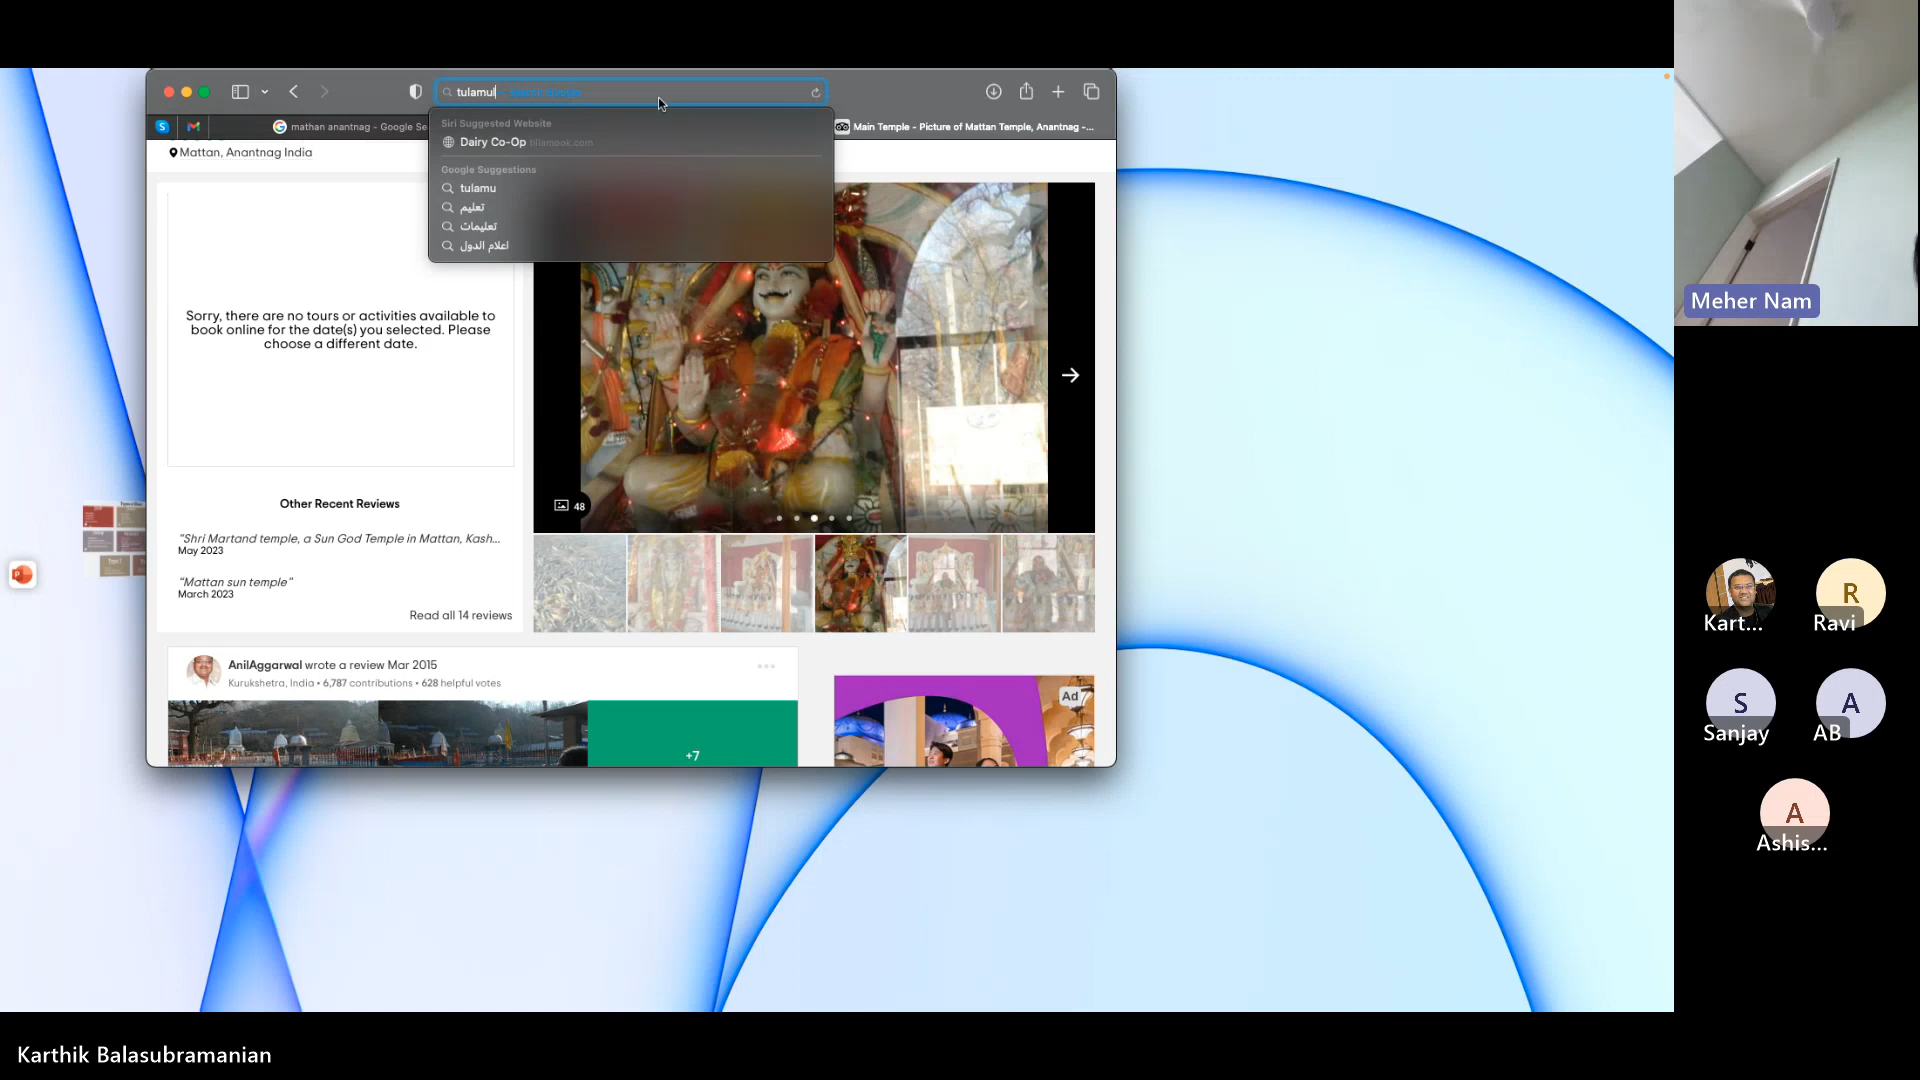 tulamul
Siri Suggested Website
Dairy Co-Op tillamook.com
Google Suggestions
tulamu
تعليم
تعليمات
اعلام الدول
S
mathan anantnag - Google Se
Main Temple - Picture of Mattan Temple, Anantnag -...
Mattan, Anantnag India
Sorry, there are no tours or activities available to
book online for the date(s) you selected. Please
choose a different date.
48
Other Recent Reviews
"Shri Martand temple, a Sun God Temple in Mattan, Kash...
May 2023
"Mattan sun temple"
March 2023
Read all 14 reviews
AnilAggarwal wrote a review Mar 2015
Kurukshetra, India • 6,787 contributions • 628 helpful votes
+7
Ad
P
Meher Nam
Kart...
R
Ravi
S
Sanjay
A
AB
A
Ashis...
Karthik Balasubramanian